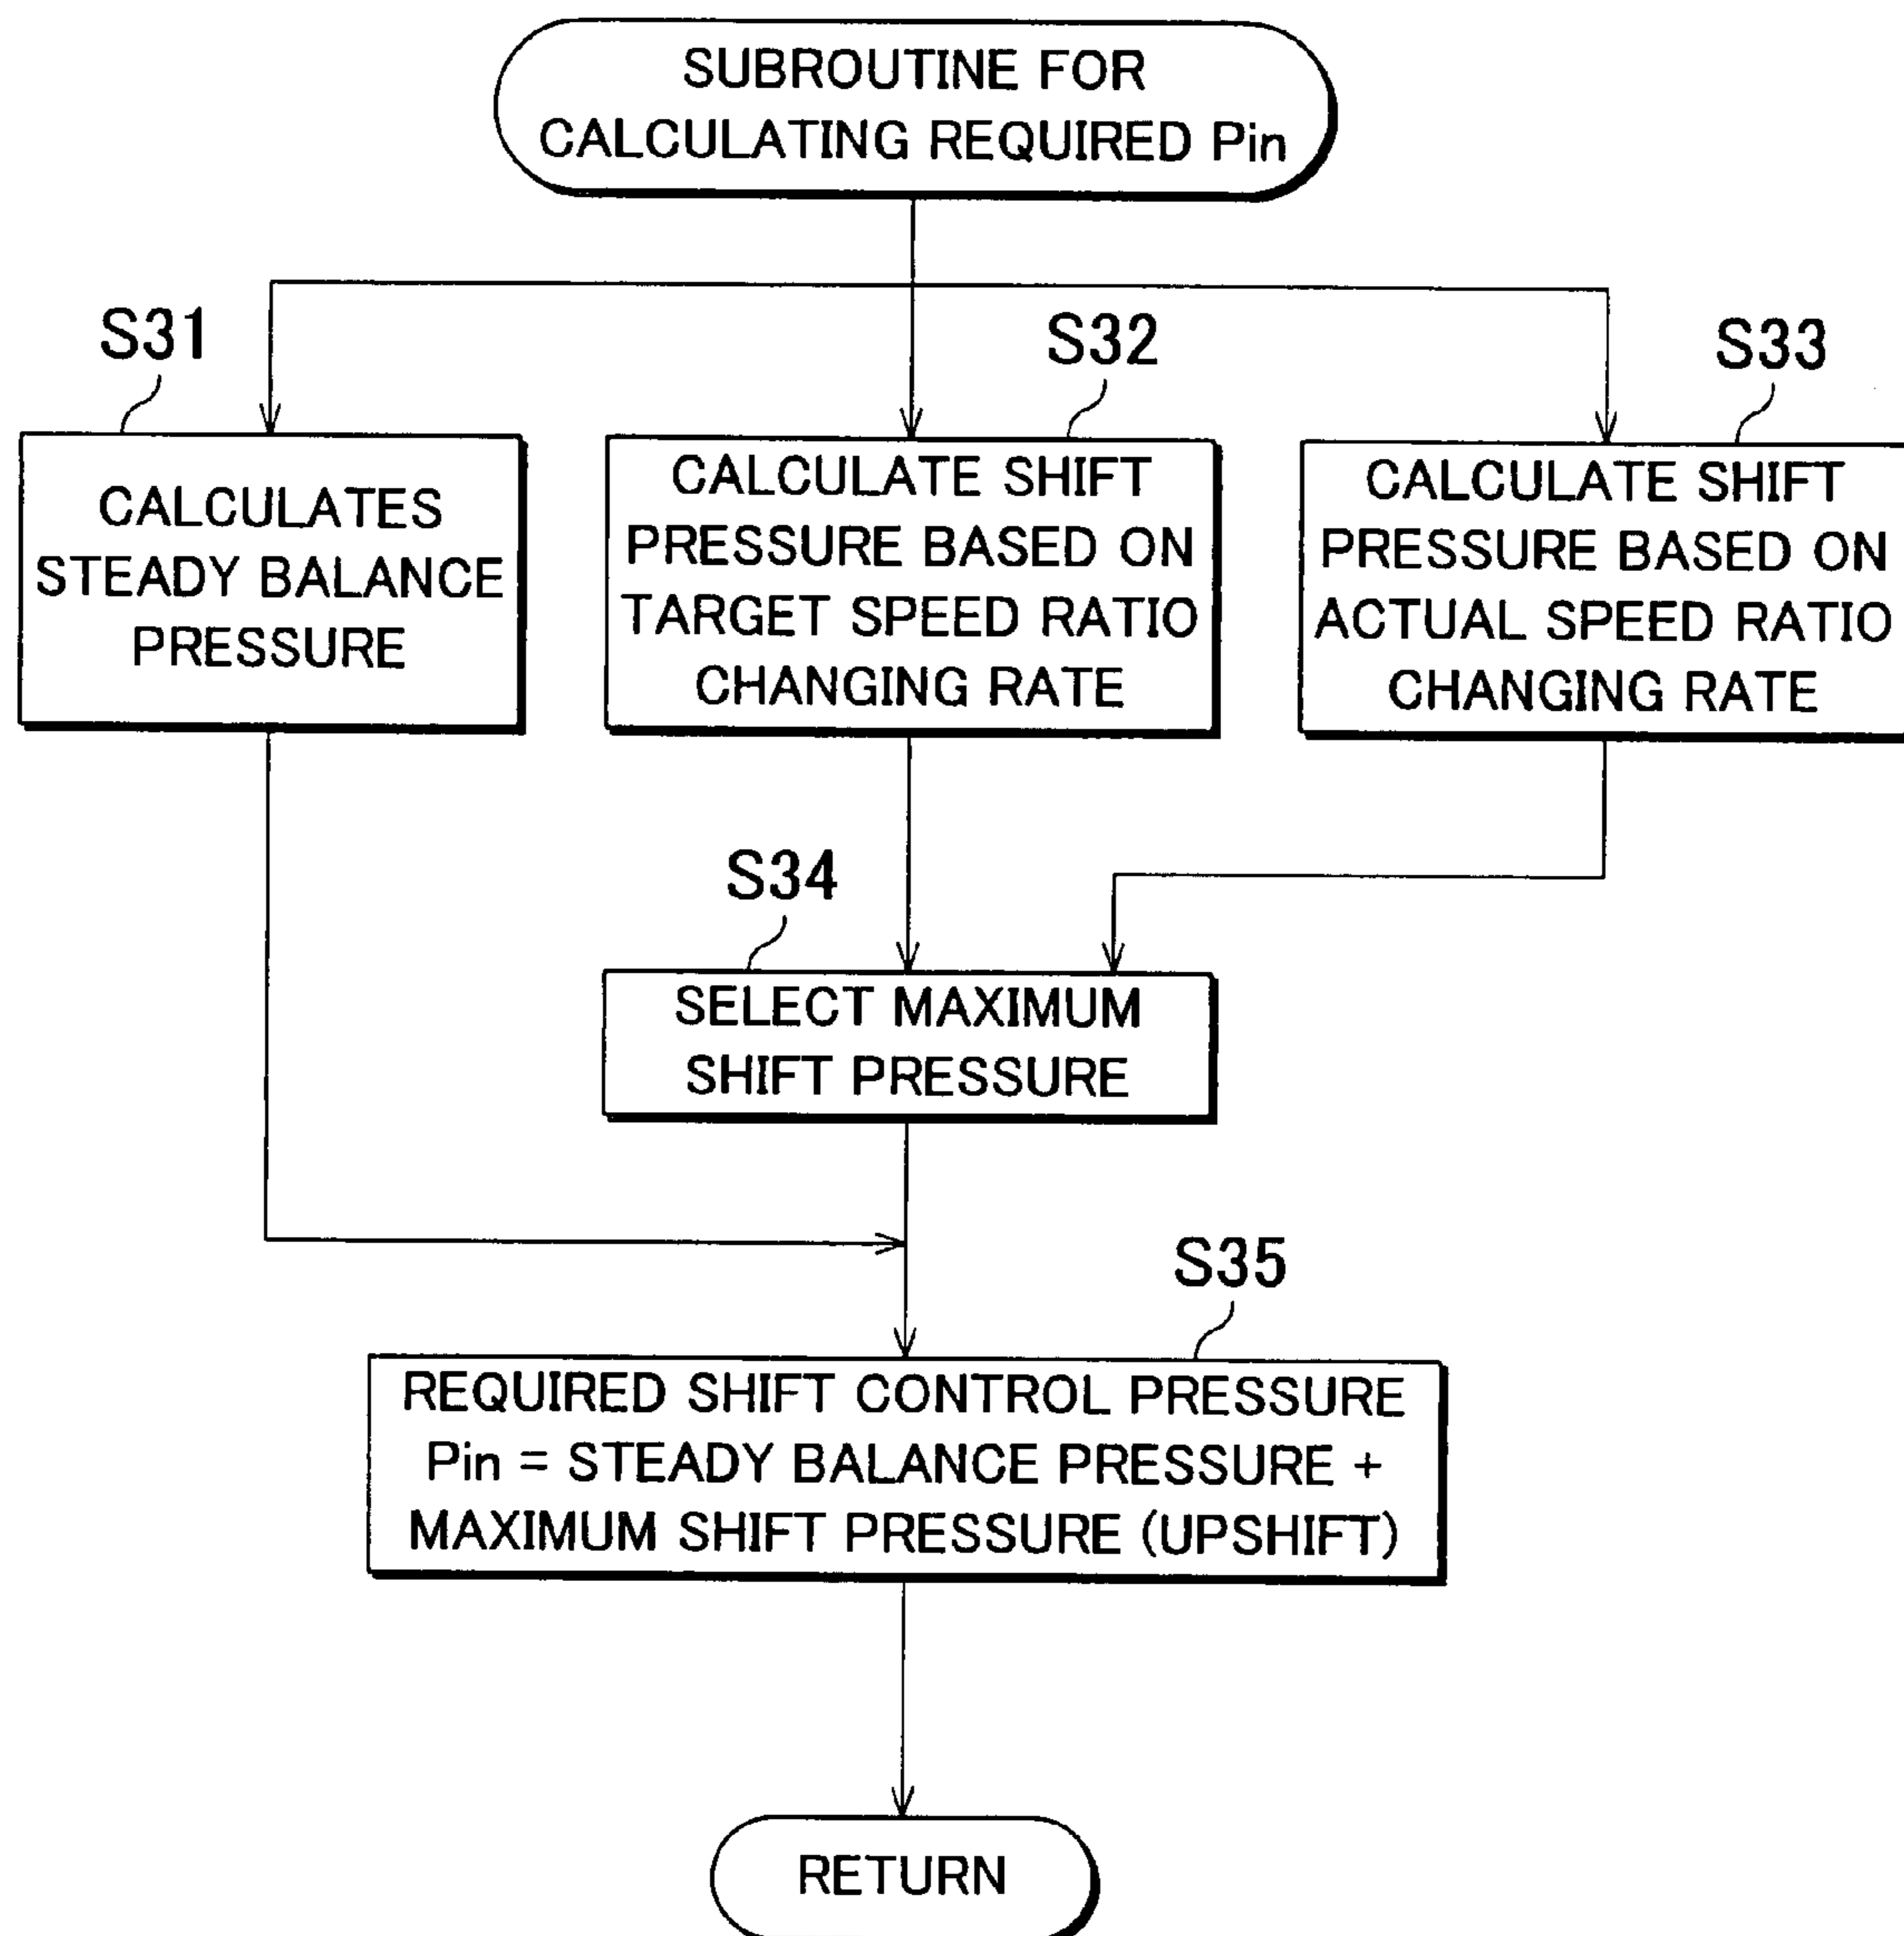 SUBROUTINE FOR
CALCULATING REQUIRED Pin
S31
S32
S33
CALCULATES
STEADY BALANCE
PRESSURE
CALCULATE SHIFT
PRESSURE BASED ON
TARGET SPEED RATIO
CHANGING RATE
CALCULATE SHIFT
PRESSURE BASED ON
ACTUAL SPEED RATIO
CHANGING RATE
S34
SELECT MAXIMUM
SHIFT PRESSURE
S35
REQUIRED SHIFT CONTROL PRESSURE
Pin = STEADY BALANCE PRESSURE +
MAXIMUM SHIFT PRESSURE (UPSHIFT)
RETURN